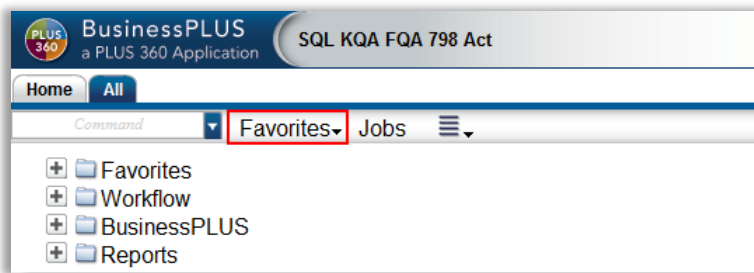 PLUS 360
BusinessPLUS
a PLUS 360 Application
SQL KQA FQA 798 Act
Home All
Command Favorites Jobs
Favorites
Workflow
BusinessPLUS
Reports